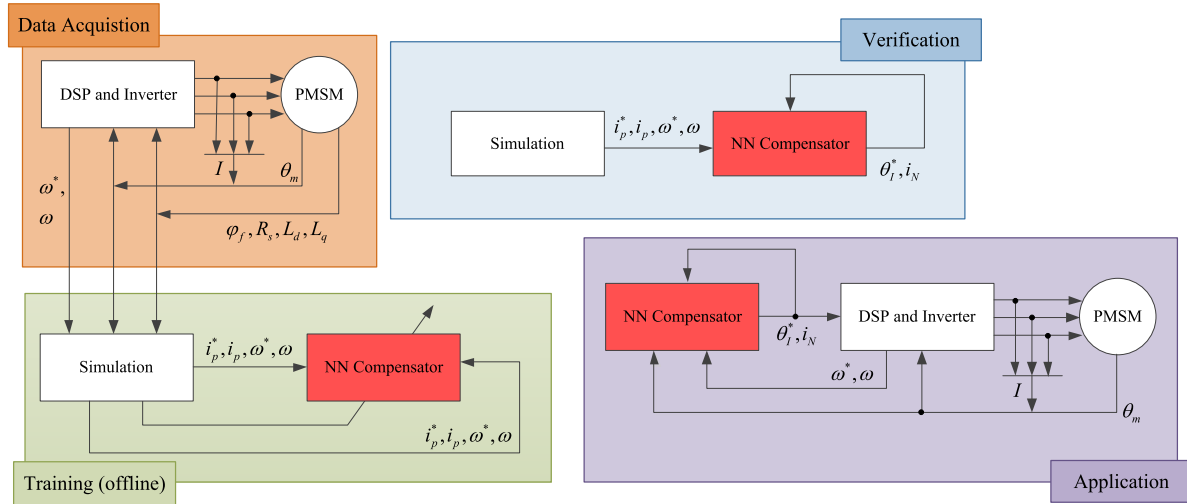 Data Acquistion
DSP and Inverter
PMSM
I
θ_m
ω*,
ω
φ_f, R_s, L_d, L_q
Verification
Simulation
i_p*, i_p, ω*, ω
NN Compensator
θ_I*, i_N
Simulation
i_p*, i_p, ω*, ω
NN Compensator
i_p*, i_p, ω*, ω
Training (offline)
NN Compensator
θ_I*, i_N
DSP and Inverter
PMSM
ω*, ω
I
θ_m
Application